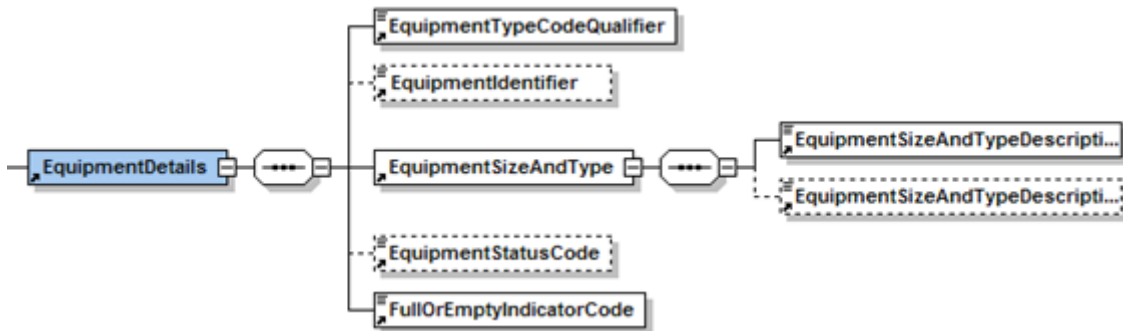 EquipmentTypeCodeQualifier
EquipmentIdentifier
EquipmentDetails
EquipmentSizeAndType
EquipmentSizeAndTypeDescripti...
EquipmentSizeAndTypeDescripti...
EquipmentStatusCode
FullOrEmptyIndicatorCode